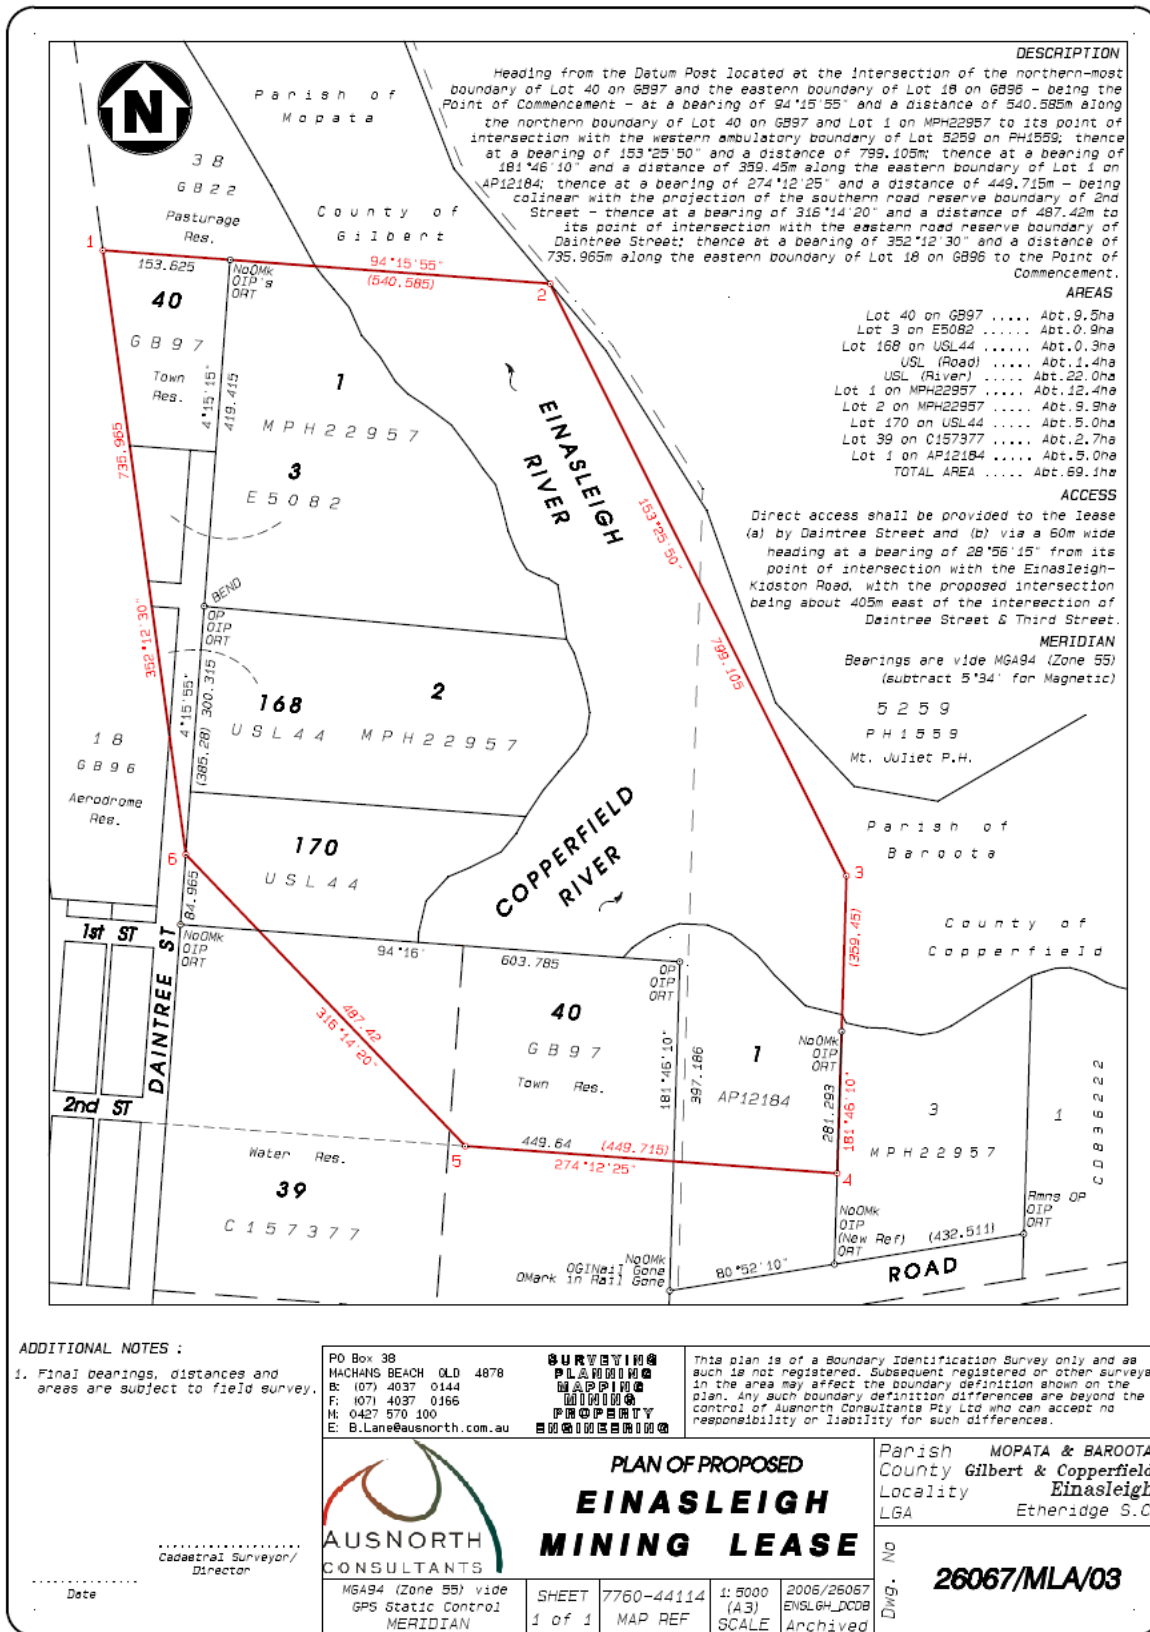 DESCRIPTION
Heading from the Datum Post located at the intersection of the northern-most
boundary of Lot 40 on GB97 and the eastern boundary of Lot 18 on GB96 - being the
Point of Commencement - at a bearing of 94°15'55" and a distance of 540.585m along
the northern boundary of Lot 40 on GB97 and Lot 1 on MPH22957 to its point of
intersection with the western ambulatory boundary of Lot 5259 on PH1559; thence
at a bearing of 153°25'50" and a distance of 799.105m; thence at a bearing of
181°46'10" and a distance of 359.45m along the eastern boundary of Lot 1 on
AP12184; thence at a bearing of 274°12'25" and a distance of 449.715m - being
colinear with the projection of the southern road reserve boundary of 2nd
Street - thence at a bearing of 316°14'20" and a distance of 487.42m to
its point of intersection with the eastern road reserve boundary of
Daintree Street; thence at a bearing of 352°12'30" and a distance of
735.965m along the eastern boundary of Lot 18 on GB96 to the Point of
Commencement.
AREAS
Lot 40 on GB97 ..... Abt.9.5ha
Lot 3 on E5082 ...... Abt.0.9ha
Lot 168 on USL44 ...... Abt.0.3ha
USL (Road) ..... Abt.1.4ha
USL (River) ..... Abt.22.0ha
Lot 1 on MPH22957 ..... Abt.12.4ha
Lot 2 on MPH22957 ..... Abt.9.9ha
Lot 170 on USL44 ..... Abt.5.0ha
Lot 39 on C157377 ..... Abt.2.7ha
Lot 1 on AP12184 ..... Abt.5.0ha
TOTAL AREA ..... Abt.69.1ha
ACCESS
Direct access shall be provided to the lease
(a) by Daintree Street and (b) via a 60m wide
heading at a bearing of 28°56'15" from its
point of intersection with the Einasleigh-
Kidston Road, with the proposed intersection
being about 405m east of the intersection of
Daintree Street & Third Street.
MERIDIAN
Bearings are vide MGA94 (Zone 55)
(subtract 5°34' for Magnetic)
5259
PH1559
Mt. Juliet P.H.
N
Parish of
Mopata
38
GB22
Pasturage
Res.
County of
Gilbert
1
153.625
94°15'55"
(540.585)
2
NoOMk
OIP's
ORT
40
GB97
Town
Res.
4°15'15"
419.415
1
MPH22957
3
E5082
EINASLEIGH
RIVER
735.965
153°25'50"
799.105
BEND
OP
OIP
ORT
352°12'30"
4°15'55"
(385.28) 300.315
168
USL44
2
MPH22957
18
GB96
Aerodrome
Res.
170
USL44
COPPERFIELD
RIVER
Parish of
Baroota
6
3
84.965
(359.45)
County of
Copperfield
1st ST
DAINTREE ST
NoOMk
OIP
ORT
94°16'
603.785
OP
OIP
ORT
40
GB97
Town Res.
487.42
316°14'20"
181°46'10"
397.186
1
AP12184
NoOMk
OIP
ORT
281.293
181°46'10"
3
MPH22957
1
CO836222
2nd ST
Water Res.
5
449.64
(449.715)
274°12'25"
4
39
C157377
NoOMk
OIP
(New Ref)
ORT
(432.511)
Rmns OP
OIP
ORT
NoOMk
OGINail Gone
OMark in Rail Gone
80°52'10"
ROAD
ADDITIONAL NOTES :
1. Final bearings, distances and
areas are subject to field survey.
PO Box 38
MACHANS BEACH QLD 4878
B: (07) 4037 0144
F: (07) 4037 0166
M: 0427 570 100
E: B.Lane@ausnorth.com.au
SURVEYING
PLANNING
MAPPING
MINING
PROPERTY
ENGINEERING
This plan is of a Boundary Identification Survey only and as
such is not registered. Subsequent registered or other surveys
in the area may affect the boundary definition shown on the
plan. Any such boundary definition differences are beyond the
control of Ausnorth Consultants Pty Ltd who can accept no
responsibility or liability for such differences.
AUSNORTH
CONSULTANTS
PLAN OF PROPOSED
EINASLEIGH
MINING LEASE
Parish MOPATA & BAROOTA
County Gilbert & Copperfield
Locality Einasleigh
LGA Etheridge S.C
Cadastral Surveyor/
Director
Date
MGA94 (Zone 55) vide
GPS Static Control
MERIDIAN
SHEET
1 of 1
7760-44114
MAP REF
1:5000
(A3)
SCALE
2006/26067
ENSLGH_DCDB
Archived
Dwg. No
26067/MLA/03